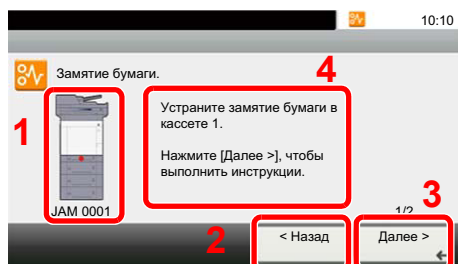 10:10
Замятие бумаги.
4
1
Устраните замятие бумаги в
кассете 1.
Нажмите [Далее >], чтобы
выполнить инструкции.
JAM 0001
1/2
3
2
< Назад
Далее >